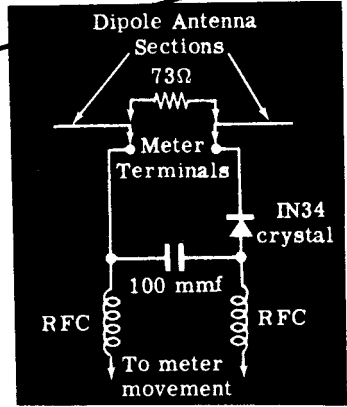 Dipole Antenna
Sections
73Ω
Meter
Terminals
IN34
crystal
100 mmf
RFC
RFC
To meter
movement